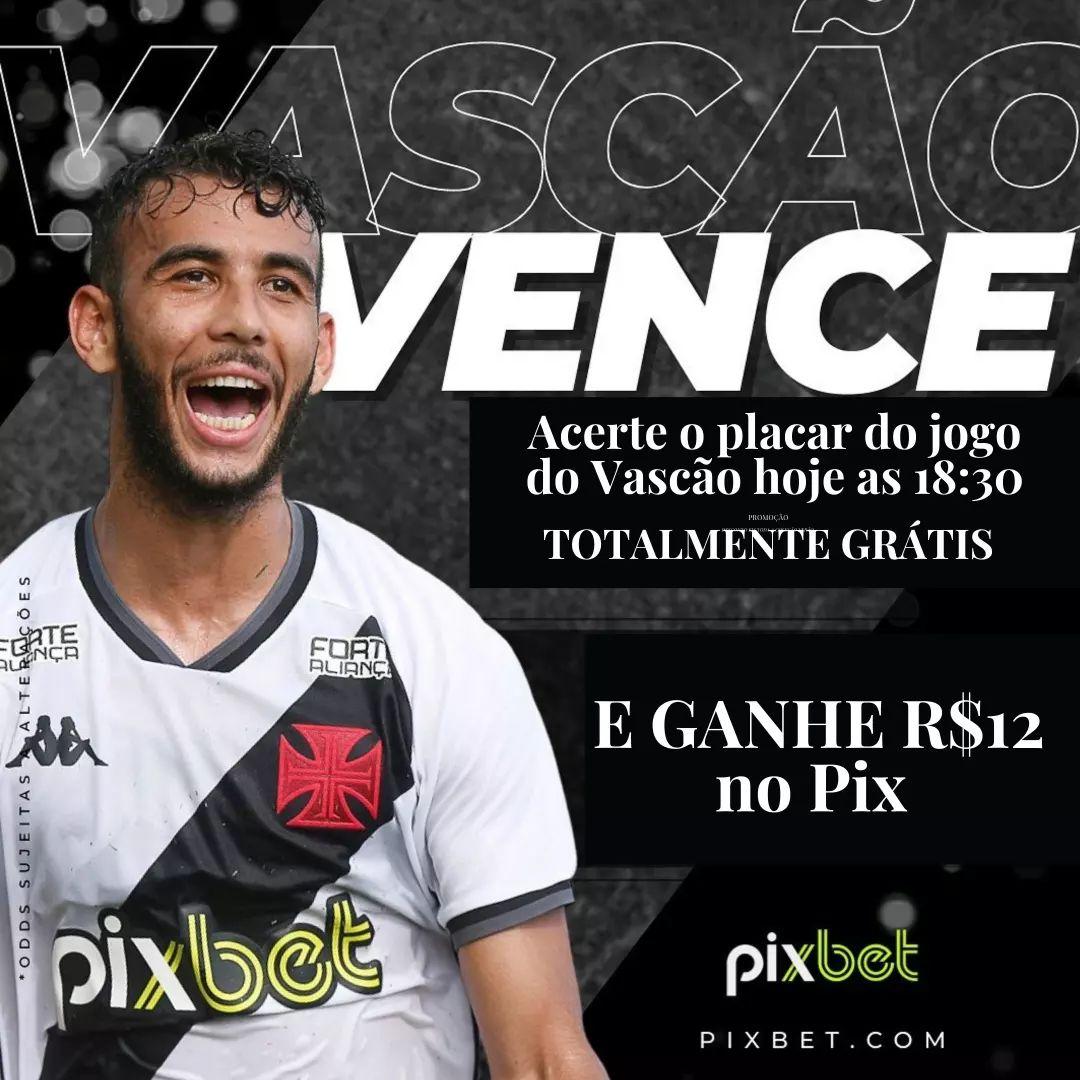 VASCÃO
VENCE
Acerte o placar do jogo
do Vascão hoje as 18:30
PROMOÇÃO
TOTALMENTE GRÁTIS
E GANHE R$12
no Pix
FORTE
ALIANÇA
FORTE
ALIANÇ
pixbet
pixbet
PIXBET.COM
*ODDS SUJEITAS A ALTERAÇÕES